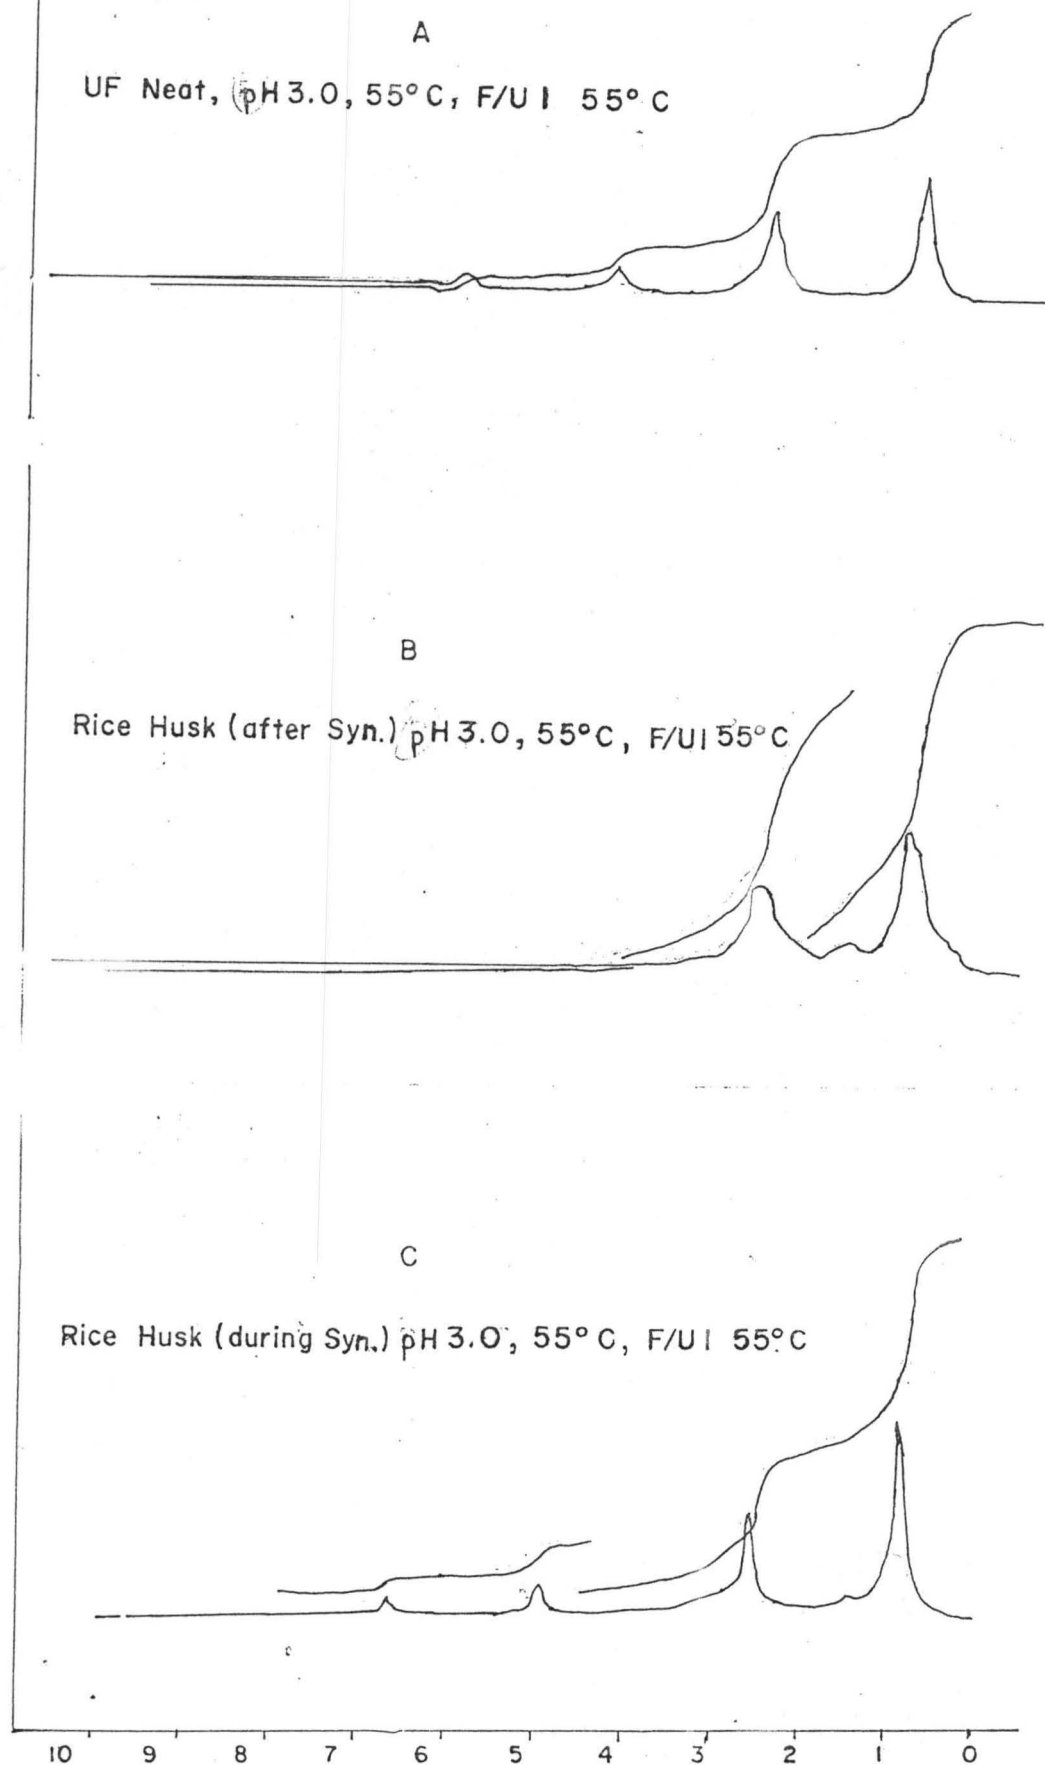 A
UF Neat, pH 3.0, 55°C, F/U 1 55°C
B
Rice Husk (after Syn.) pH 3.0, 55°C, F/U 1 55°C
C
Rice Husk (during Syn.) pH 3.0, 55°C, F/U 1 55°C
10 9 8 7 6 5 4 3 2 1 0